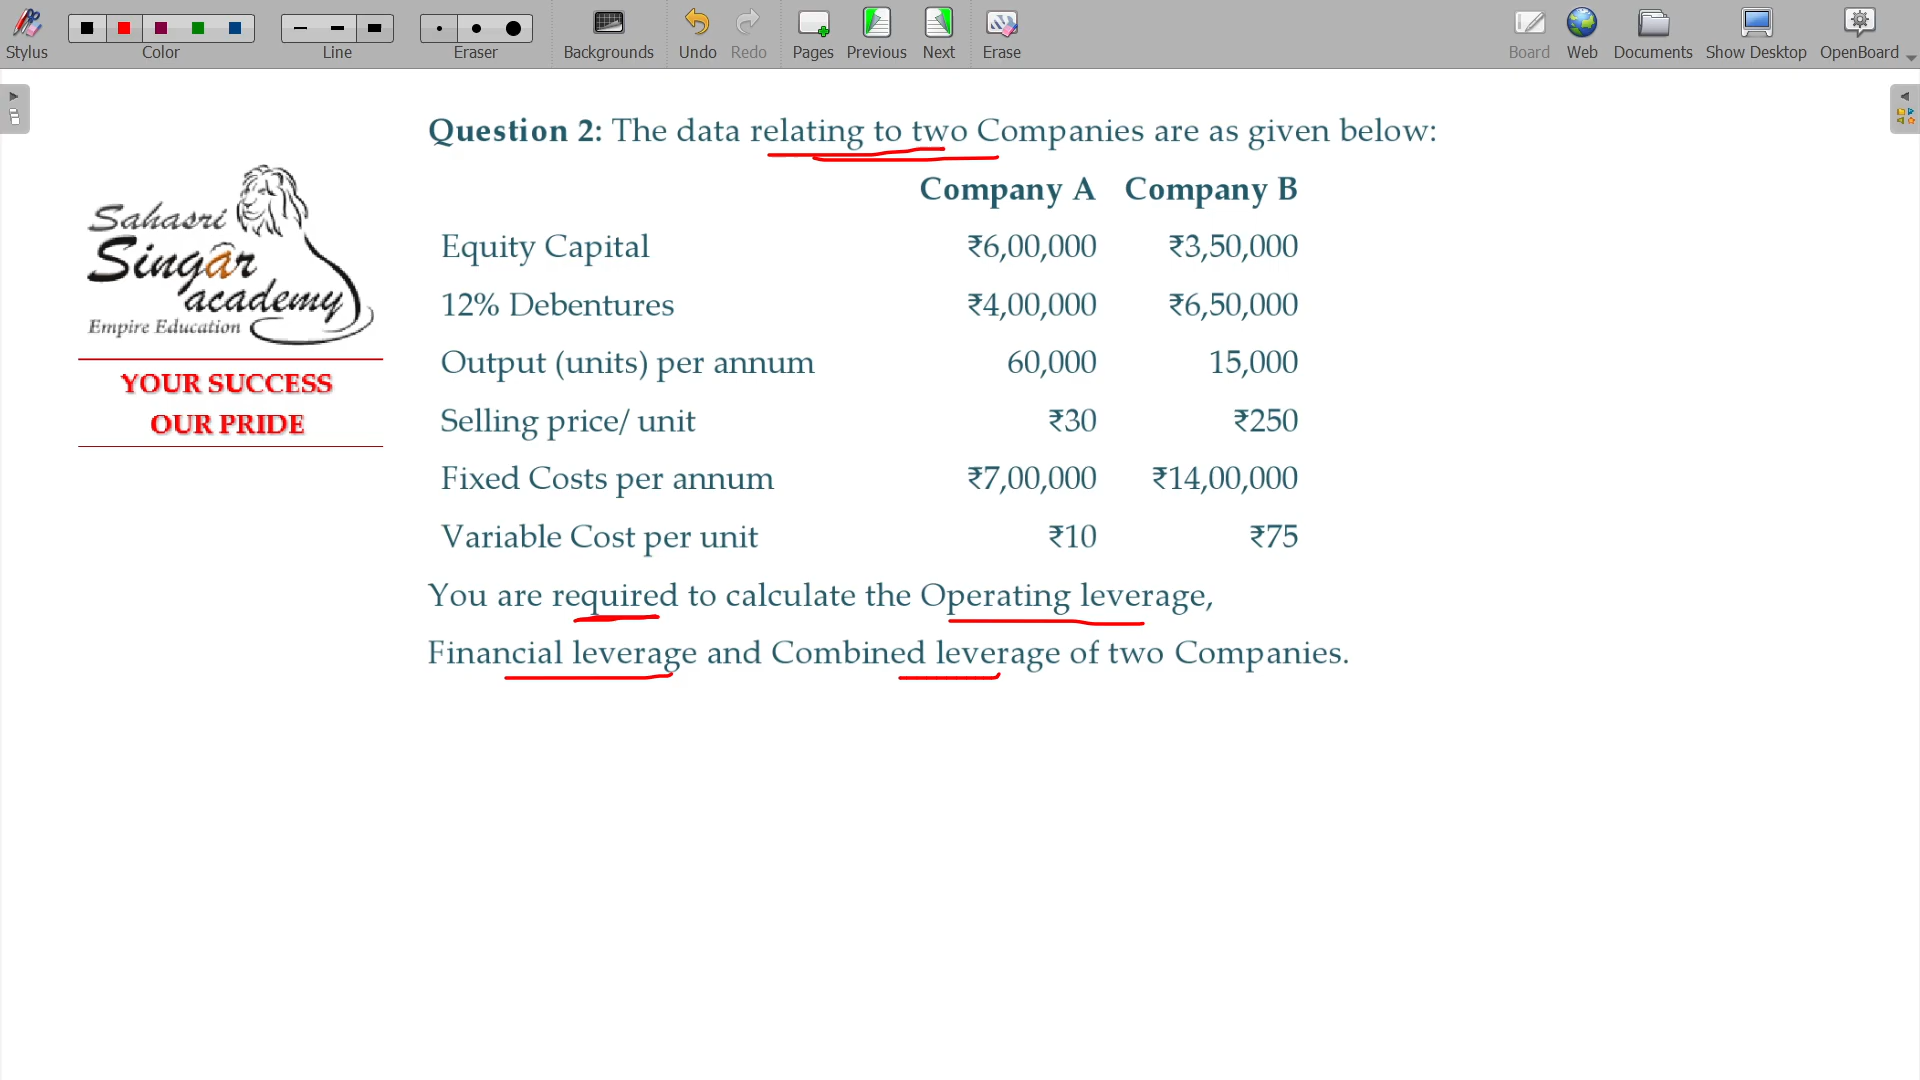 Stylus Color Line Eraser Backgrounds Undo Redo Pages Previous Next Erase Board Web Documents Show Desktop OpenBoard
Sahasri
Singar
academy
Empire Education
YOUR SUCCESS
OUR PRIDE
Question 2: The data relating to two Companies are as given below:
Company A Company B
Equity Capital ₹6,00,000 ₹3,50,000
12% Debentures ₹4,00,000 ₹6,50,000
Output (units) per annum 60,000 15,000
Selling price/ unit ₹30 ₹250
Fixed Costs per annum ₹7,00,000 ₹14,00,000
Variable Cost per unit ₹10 ₹75
You are required to calculate the Operating leverage,
Financial leverage and Combined leverage of two Companies.